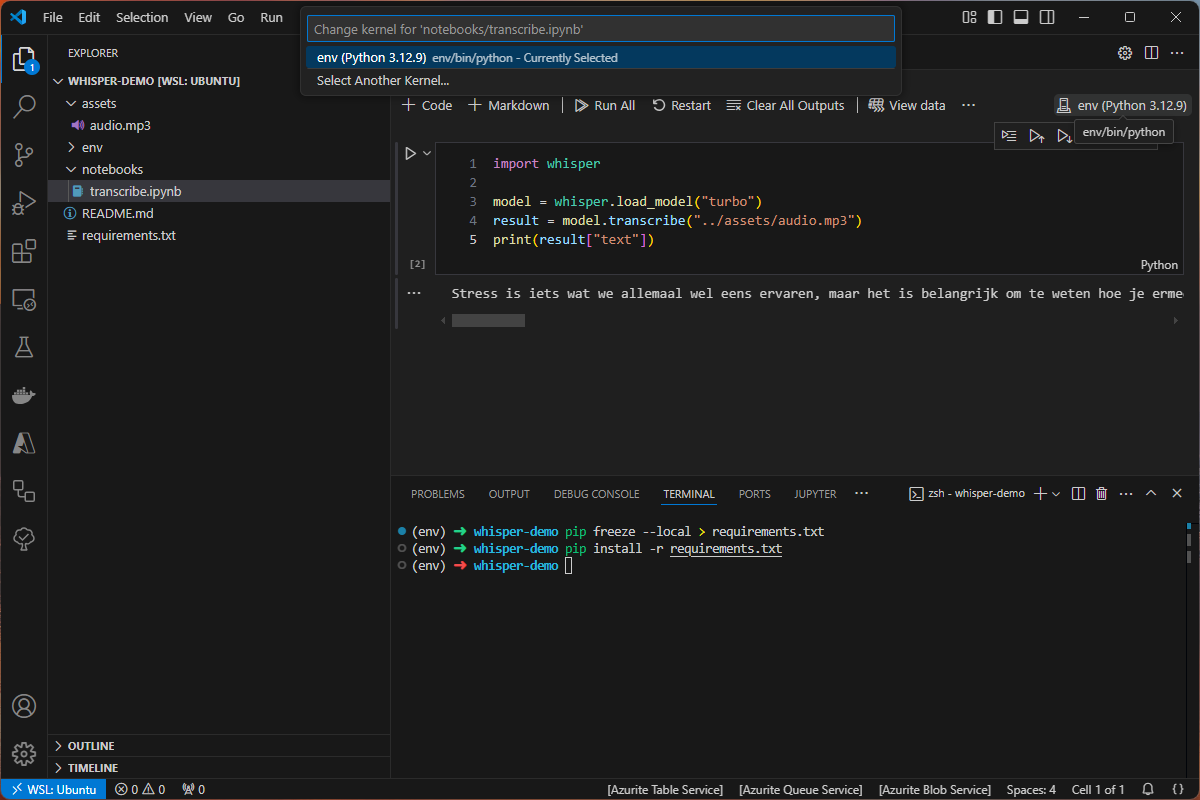 File Edit Selection View Go Run
Change kernel for 'notebooks/transcribe.ipynb'
env (Python 3.12.9) env/bin/python - Currently Selected
Select Another Kernel...
1
EXPLORER
WHISPER-DEMO [WSL: UBUNTU]
assets
audio.mp3
env
notebooks
transcribe.ipynb
README.md
requirements.txt
OUTLINE
TIMELINE
Code Markdown Run All Restart Clear All Outputs View data ... env (Python 3.12.9)
env/bin/python
1 import whisper
2
3 model = whisper.load_model("turbo")
4 result = model.transcribe("../assets/audio.mp3")
5 print(result["text"])
[2]
Python
Stress is iets wat we allemaal wel eens ervaren, maar het is belangrijk om te weten hoe je erme
PROBLEMS OUTPUT DEBUG CONSOLE TERMINAL PORTS JUPYTER ... zsh - whisper-demo
(env) ➜ whisper-demo pip freeze --local > requirements.txt
(env) ➜ whisper-demo pip install -r requirements.txt
(env) ➜ whisper-demo
WSL: Ubuntu 0 0 0 [Azurite Table Service] [Azurite Queue Service] [Azurite Blob Service] Spaces: 4 Cell 1 of 1 {}